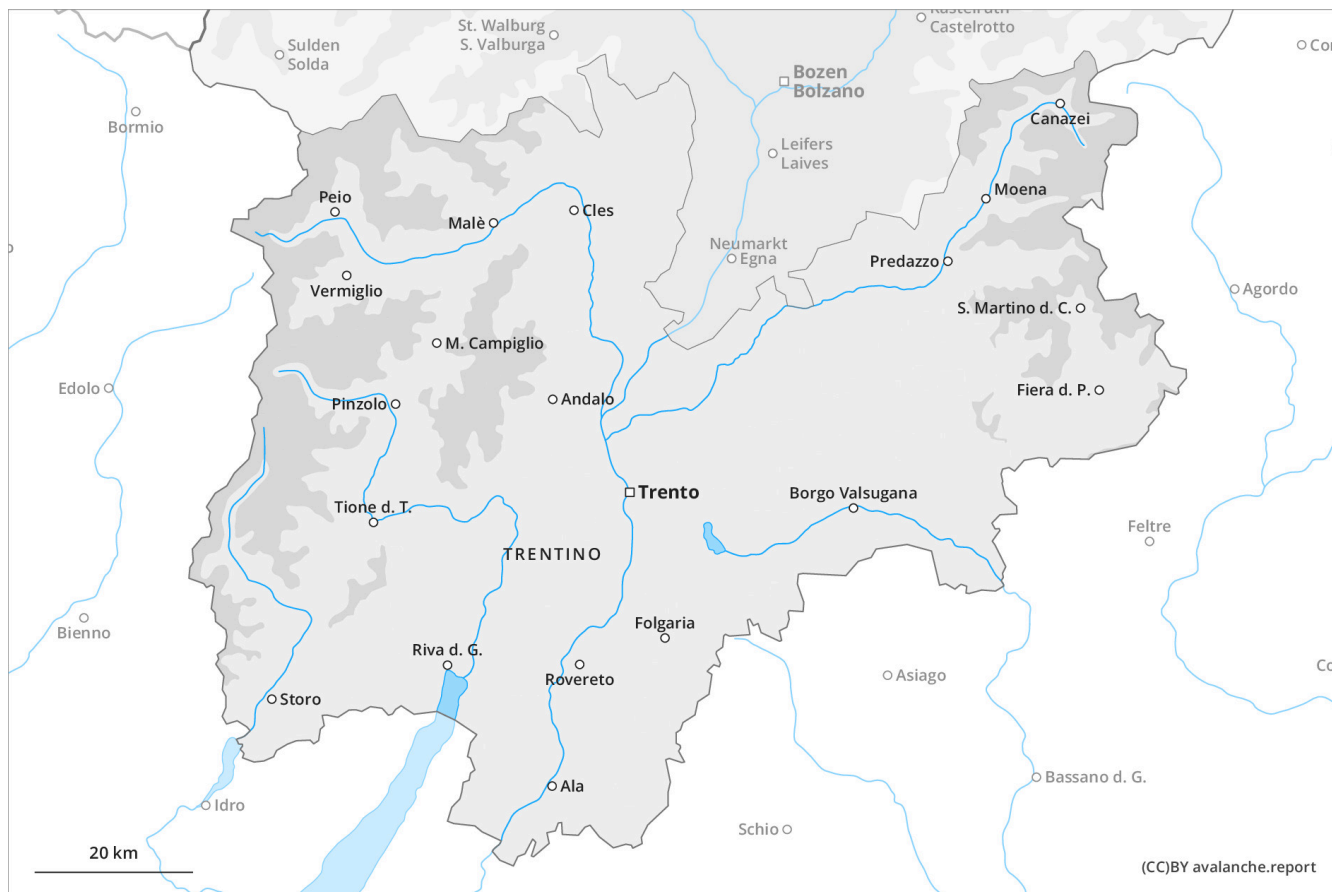 Castelrotto
St. Walburg
S. Valburga
Sulden
Solda
Bozen
Bolzano
Bormio
Canazei
Leifers
Laives
Peio
Moena
Malè
Cles
Neumarkt
Egna
Predazzo
Vermiglio
Agordo
S. Martino d. C.
M. Campiglio
Edolo
Fiera d. P.
Pinzolo
Andalo
Trento
Borgo Valsugana
Tione d. T.
Feltre
TRENTINO
Bienno
Folgaria
Riva d. G.
Rovereto
Asiago
Storo
Bassano d. G.
Ala
Idro
Schio
20 km
(CC)BY avalanche.report